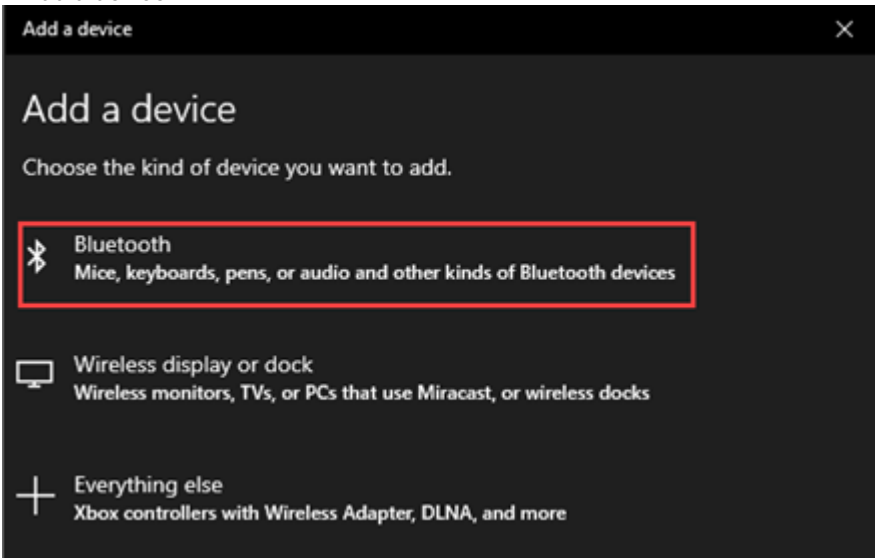 Add a device
Add a device
Choose the kind of device you want to add.
Bluetooth
Mice, keyboards, pens, or audio and other kinds of Bluetooth devices
Wireless display or dock
Wireless monitors, TVs, or PCs that use Miracast, or wireless docks
Everything else
Xbox controllers with Wireless Adapter, DLNA, and more